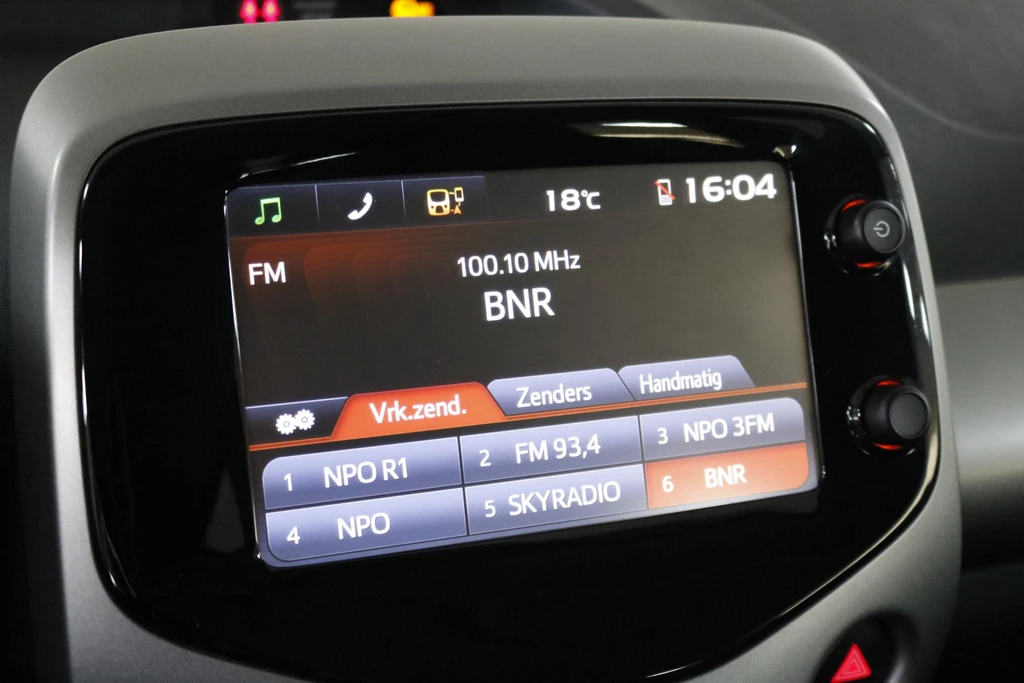 18°C 16:04
FM 100.10 MHz
BNR
Vrk.zend. Zenders Handmatig
1 NPO R1 2 FM 93,4 3 NPO 3FM
4 NPO 5 SKYRADIO 6 BNR